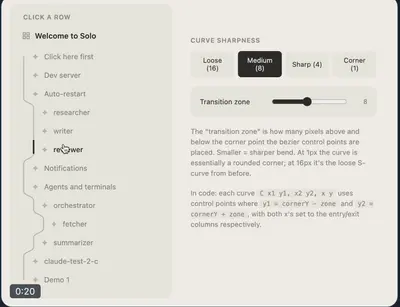 CLICK A ROW
Welcome to Solo
Click here first
Dev server
Auto-restart
researcher
writer
reviewer
Notifications
Agents and terminals
orchestrator
fetcher
summarizer
claude-test-2-c
Demo 1
0:20
CURVE SHARPNESS
Loose
(16)
Medium
(8)
Sharp (4)
Corner
(1)
Transition zone
8
The "transition zone" is how many pixels above and
below the corner point the bezier control points are
placed. Smaller = sharper bend. At 1px the curve is
essentially a rounded corner; at 16px it's the loose S-
curve from before.
In code: each curve C x1 y1, x2 y2, x y uses
control points where y1 = cornerY - zone and y2 =
cornerY + zone, with both x's set to the entry/exit
columns respectively.